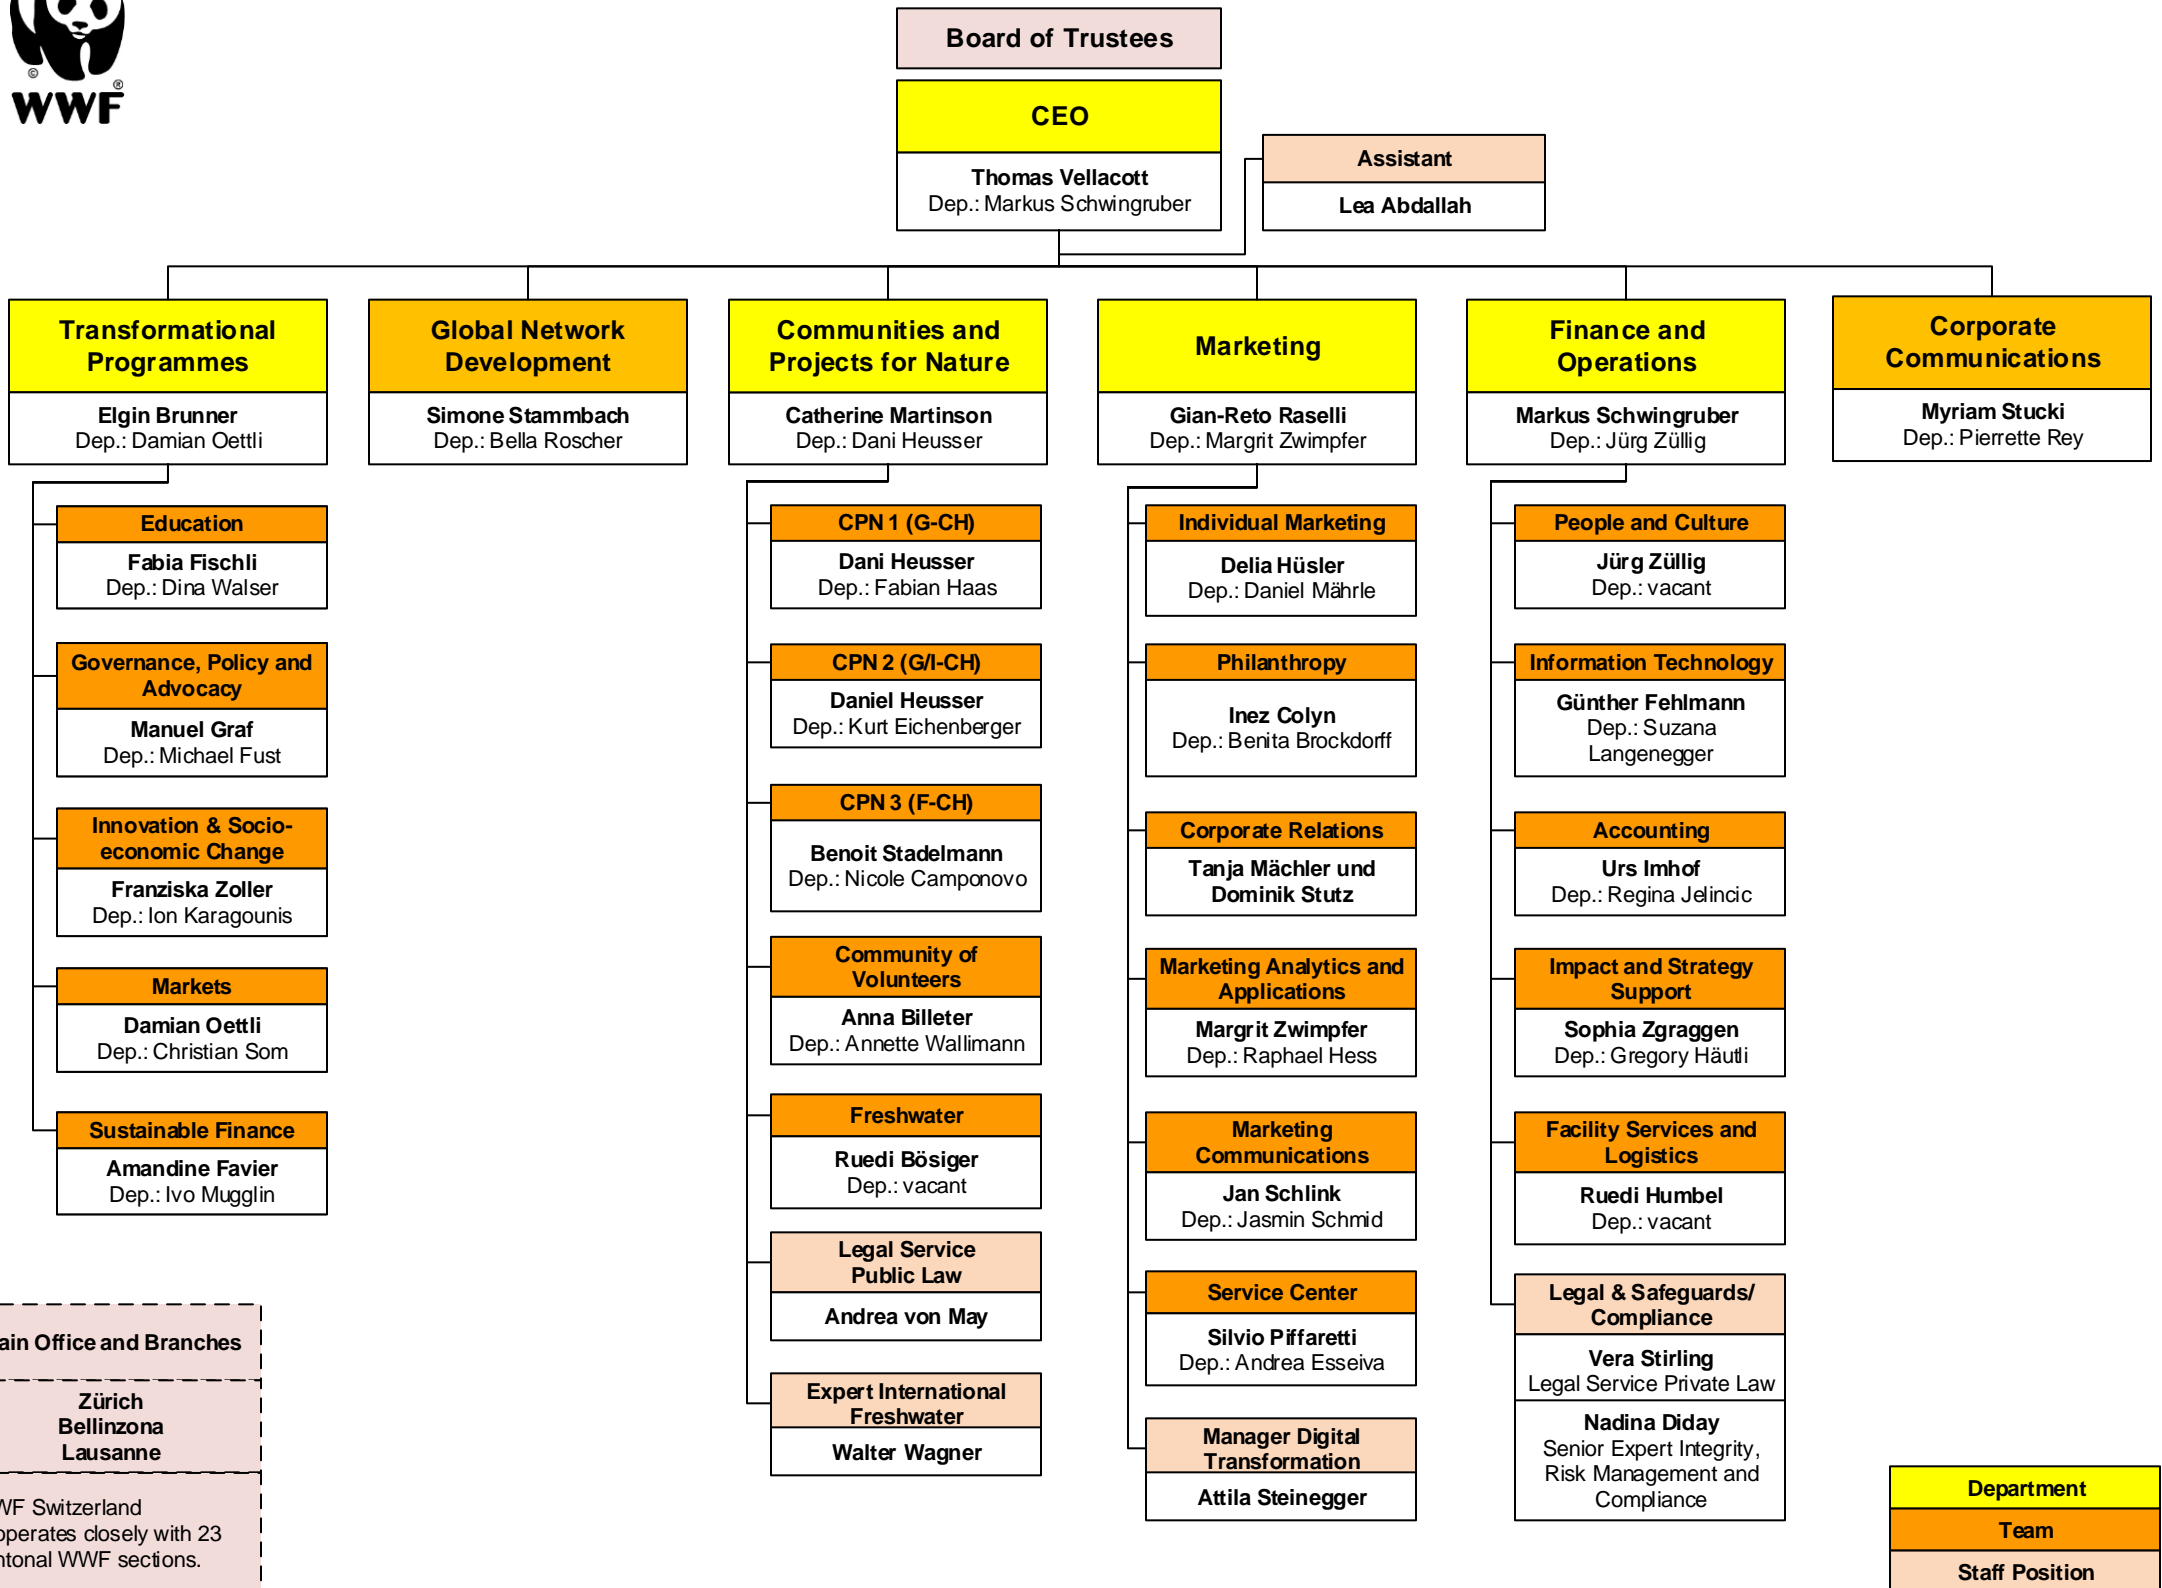 ©
®
WWF
Board of Trustees
CEO
Thomas Vellacott
Dep.: Markus Schwingruber
Assistant
Lea Abdallah
Transformational
Programmes
Elgin Brunner
Dep.: Damian Oettli
Global Network
Development
Simone Stammbach
Dep.: Bella Roscher
Communities and
Projects for Nature
Catherine Martinson
Dep.: Dani Heusser
Marketing
Gian-Reto Raselli
Dep.: Margrit Zwimpfer
Finance and
Operations
Markus Schwingruber
Dep.: Jürg Züllig
Corporate
Communications
Myriam Stucki
Dep.: Pierrette Rey
Education
Fabia Fischli
Dep.: Dina Walser
Governance, Policy and
Advocacy
Manuel Graf
Dep.: Michael Fust
Innovation & Socio-
economic Change
Franziska Zoller
Dep.: Ion Karagounis
Markets
Damian Oettli
Dep.: Christian Som
Sustainable Finance
Amandine Favier
Dep.: Ivo Mugglin
CPN 1 (G-CH)
Dani Heusser
Dep.: Fabian Haas
CPN 2 (G/I-CH)
Daniel Heusser
Dep.: Kurt Eichenberger
CPN 3 (F-CH)
Benoit Stadelmann
Dep.: Nicole Camponovo
Community of
Volunteers
Anna Billeter
Dep.: Annette Wallimann
Freshwater
Ruedi Bösiger
Dep.: vacant
Legal Service
Public Law
Andrea von May
Expert International
Freshwater
Walter Wagner
Individual Marketing
Delia Hüsler
Dep.: Daniel Mährle
Philanthropy
Inez Colyn
Dep.: Benita Brockdorff
Corporate Relations
Tanja Mächler und
Dominik Stutz
Marketing Analytics and
Applications
Margrit Zwimpfer
Dep.: Raphael Hess
Marketing
Communications
Jan Schlink
Dep.: Jasmin Schmid
Service Center
Silvio Piffaretti
Dep.: Andrea Esseiva
Manager Digital
Transformation
Attila Steinegger
People and Culture
Jürg Züllig
Dep.: vacant
Information Technology
Günther Fehlmann
Dep.: Suzana
Langenegger
Accounting
Urs Imhof
Dep.: Regina Jelincic
Impact and Strategy
Support
Sophia Zgraggen
Dep.: Gregory Häutli
Facility Services and
Logistics
Ruedi Humbel
Dep.: vacant
Legal & Safeguards/
Compliance
Vera Stirling
Legal Service Private Law
Nadina Diday
Senior Expert Integrity,
Risk Management and
Compliance
ain Office and Branches
Zürich
Bellinzona
Lausanne
WF Switzerland
operates closely with 23
ntonal WWF sections.
Department
Team
Staff Position